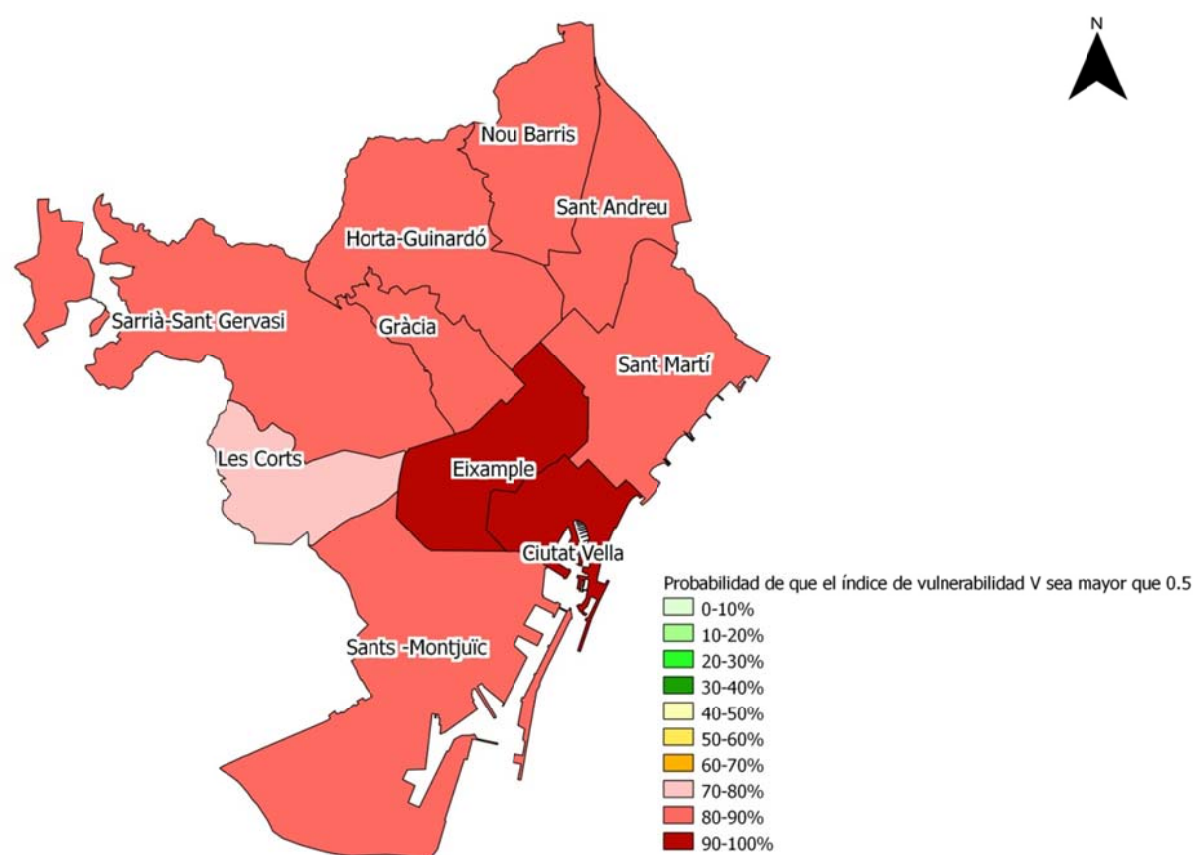 N
Nou Barris
Sant Andreu
Horta-Guinardó
Sarrià-Sant Gervasi
Gràcia
Sant Martí
Les Corts
Eixample
Ciutat Vella
Sants -Montjuïc
Probabilidad de que el índice de vulnerabilidad V sea mayor que 0.5
0-10%
10-20%
20-30%
30-40%
40-50%
50-60%
60-70%
70-80%
80-90%
90-100%